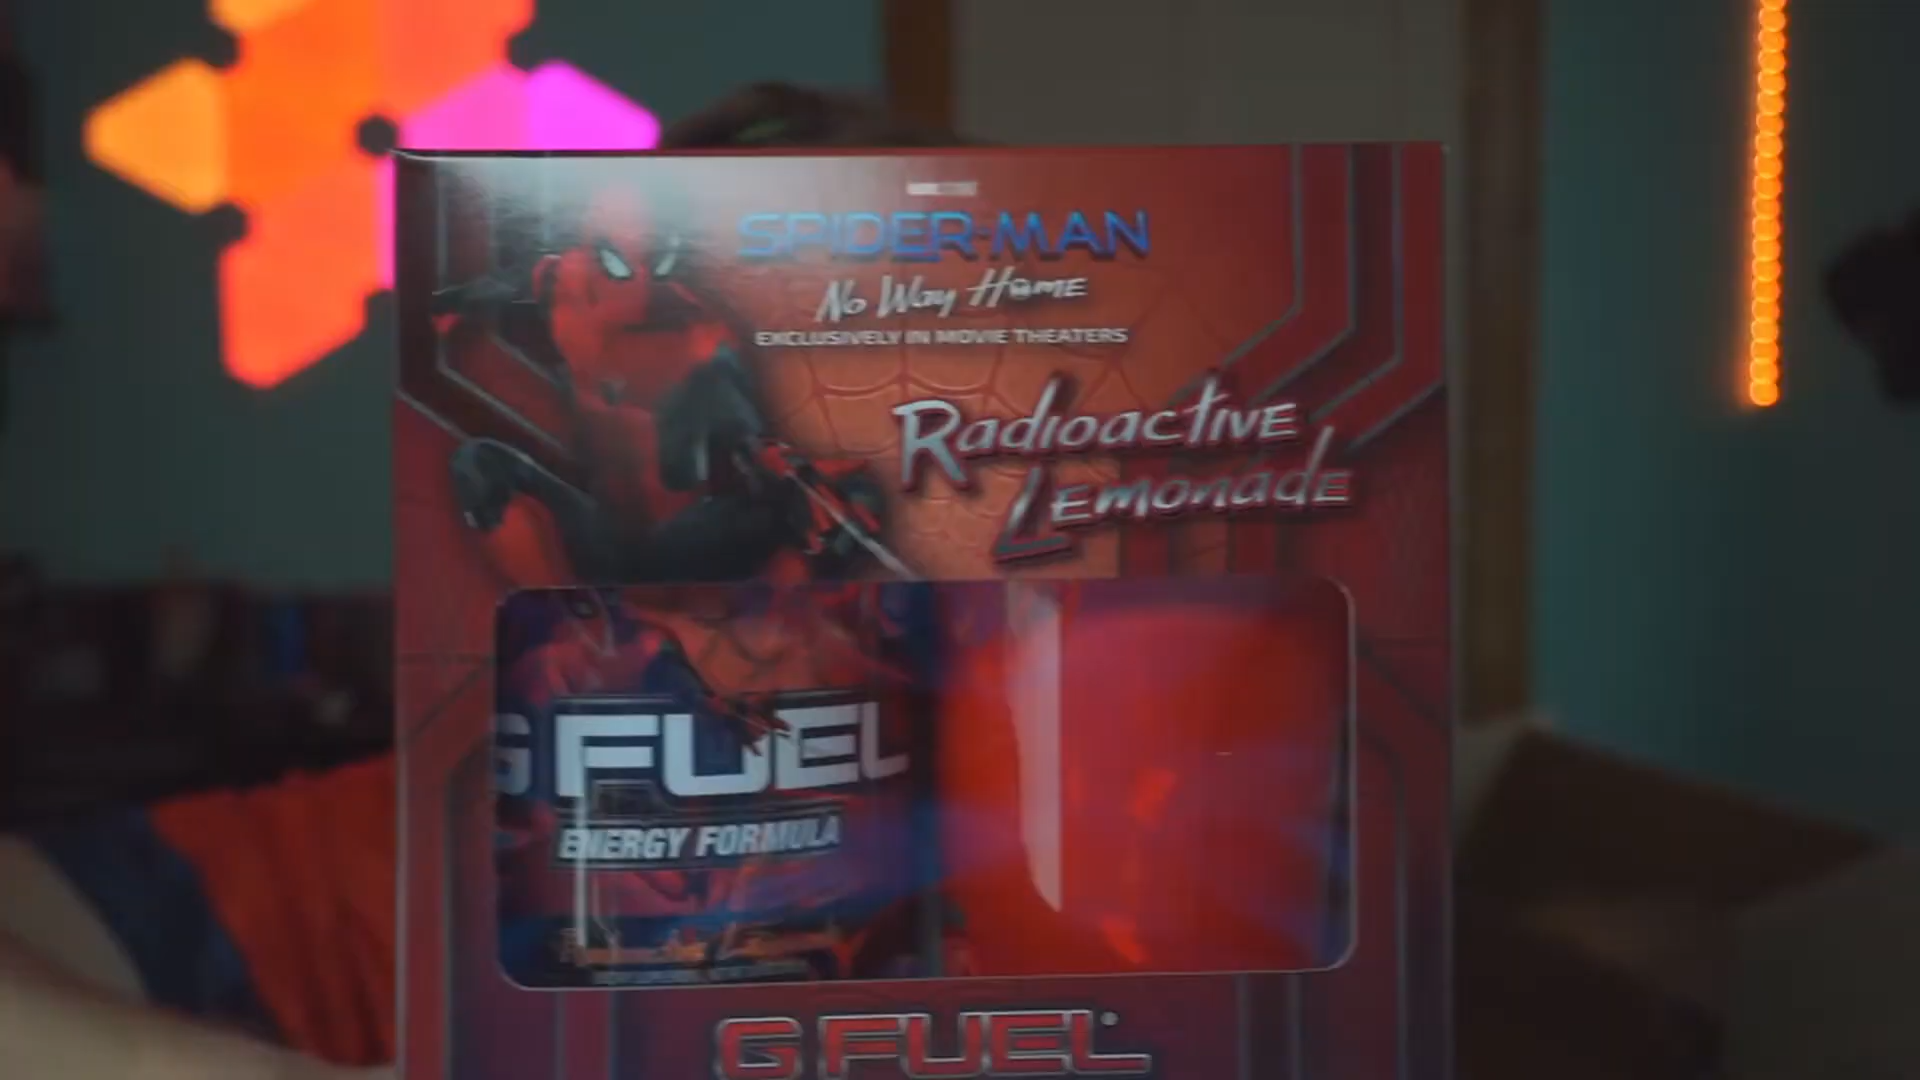 SPIDER-MAN
No Way Home
EXCLUSIVELY IN MOVIE THEATERS
Radioactive
Lemonade
G FUEL
ENERGY FORMULA
G FUEL